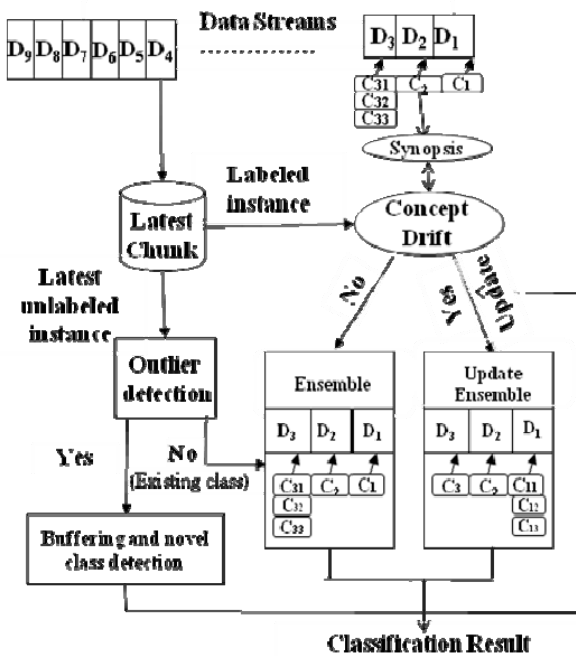 Data Streams
D9 D8 D7 D6 D5 D4
D3 D2 D1
C31 C2 C1
C32
C33
Synopsis
Labeled
instance
Latest
Chunk
Concept
Drift
Latest
unlabeled
instance
No
Yes
Update
Outlier
detection
Ensemble
Update
Ensemble
D3 D2 D1
D3 D2 D1
Yes
No
(Existing class)
C31 C2 C1
C32
C33
C3 C2 C11
C12
C13
Buffering and novel
class detection
Classification Result